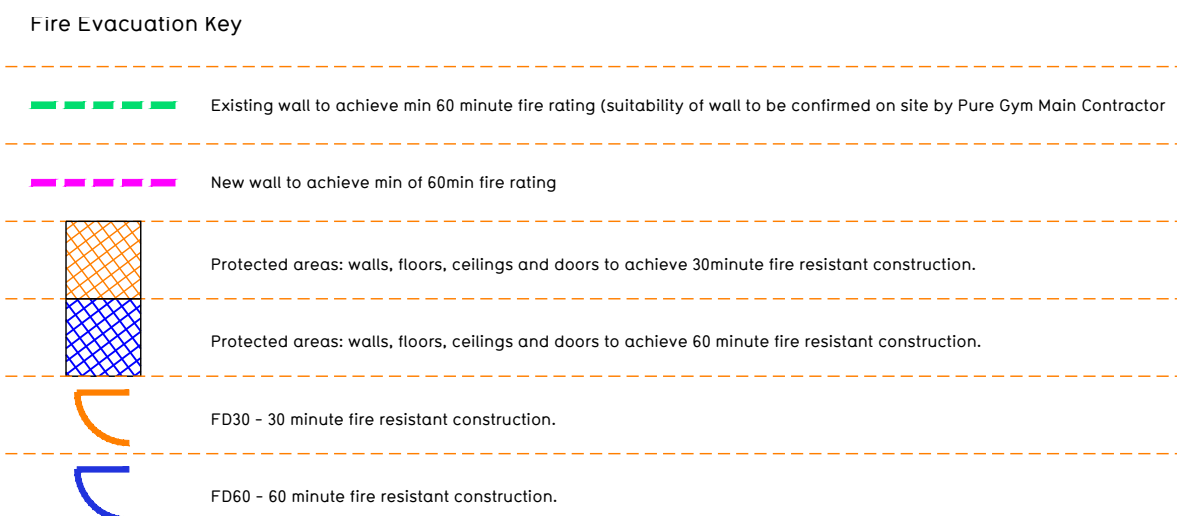 Fire Evacuation Key
Existing wall to achieve min 60 minute fire rating (suitability of wall to be confirmed on site by Pure Gym Main Contractor
New wall to achieve min of 60min fire rating
Protected areas: walls, floors, ceilings and doors to achieve 30minute fire resistant construction.
Protected areas: walls, floors, ceilings and doors to achieve 60 minute fire resistant construction.
FD30 - 30 minute fire resistant construction.
FD60 - 60 minute fire resistant construction.